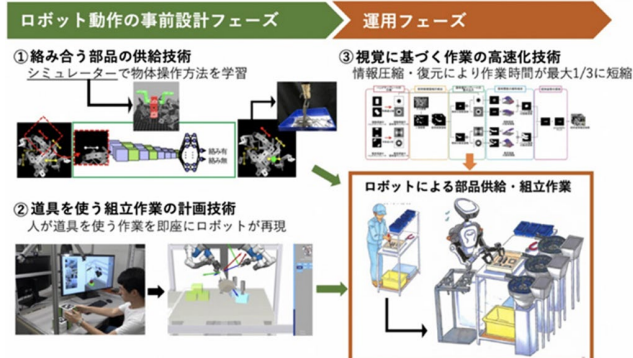 ロボット動作の事前設計フェーズ
運用フェーズ
①絡み合う部品の供給技術
シミュレーターで物体操作方法を学習
絡み有
絡み無
②道具を使う組立作業の計画技術
人が道具を使う作業を即座にロボットが再現
③視覚に基づく作業の高速化技術
情報圧縮・復元により作業時間が最大1/3に短縮
ロボットによる部品供給・組立作業